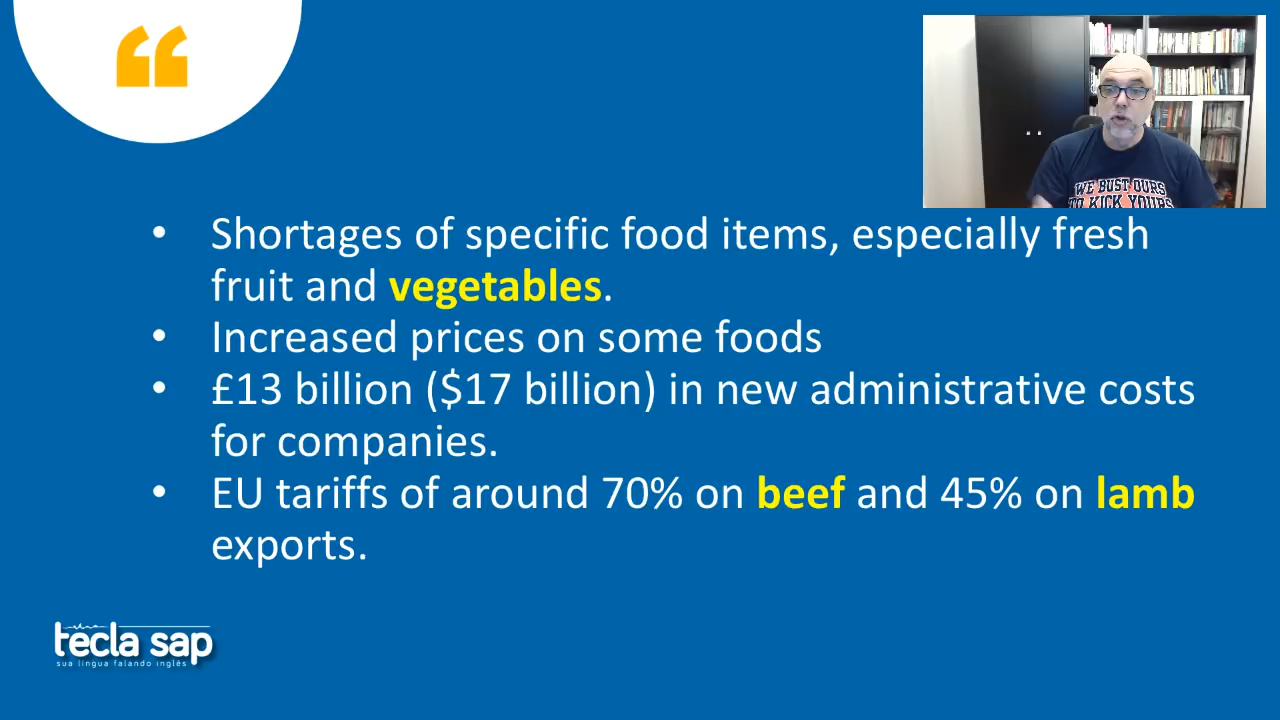 “
WE BUST OURS
TO KICK YOURS
• Shortages of specific food items, especially fresh
fruit and vegetables.
• Increased prices on some foods
• £13 billion ($17 billion) in new administrative costs
for companies.
• EU tariffs of around 70% on beef and 45% on lamb
exports.
tecla sap
sua língua falando inglês